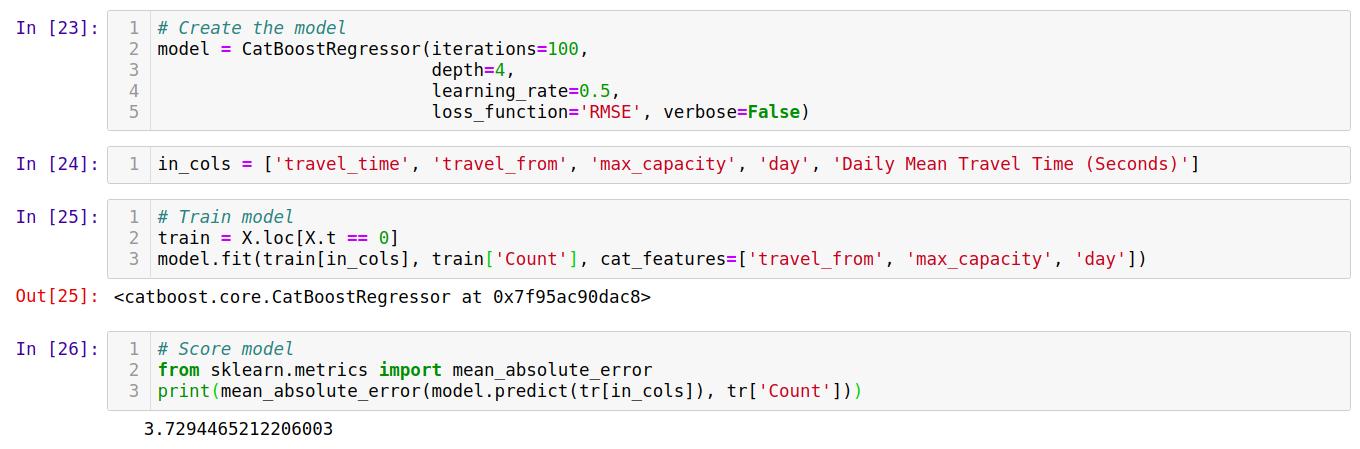 In [23]:
1 # Create the model
2 model = CatBoostRegressor(iterations=100,
3                           depth=4,
4                           learning_rate=0.5,
5                           loss_function='RMSE', verbose=False)
In [24]:
1 in_cols = ['travel_time', 'travel_from', 'max_capacity', 'day', 'Daily Mean Travel Time (Seconds)']
In [25]:
1 # Train model
2 train = X.loc[X.t == 0]
3 model.fit(train[in_cols], train['Count'], cat_features=['travel_from', 'max_capacity', 'day'])
Out[25]: <catboost.core.CatBoostRegressor at 0x7f95ac90dac8>
In [26]:
1 # Score model
2 from sklearn.metrics import mean_absolute_error
3 print(mean_absolute_error(model.predict(tr[in_cols]), tr['Count']))
3.7294465212206003